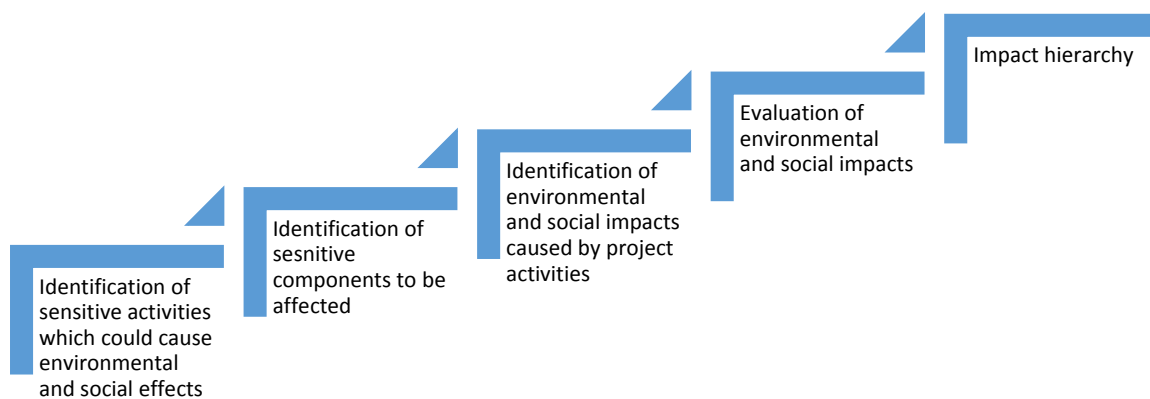 Identification of
sensitive activities
which could cause
environmental
and social effects
Identification of
sesnitive
components to be
affected
Identification of
environmental
and social impacts
caused by project
activities
Evaluation of
environmental
and social impacts
Impact hierarchy